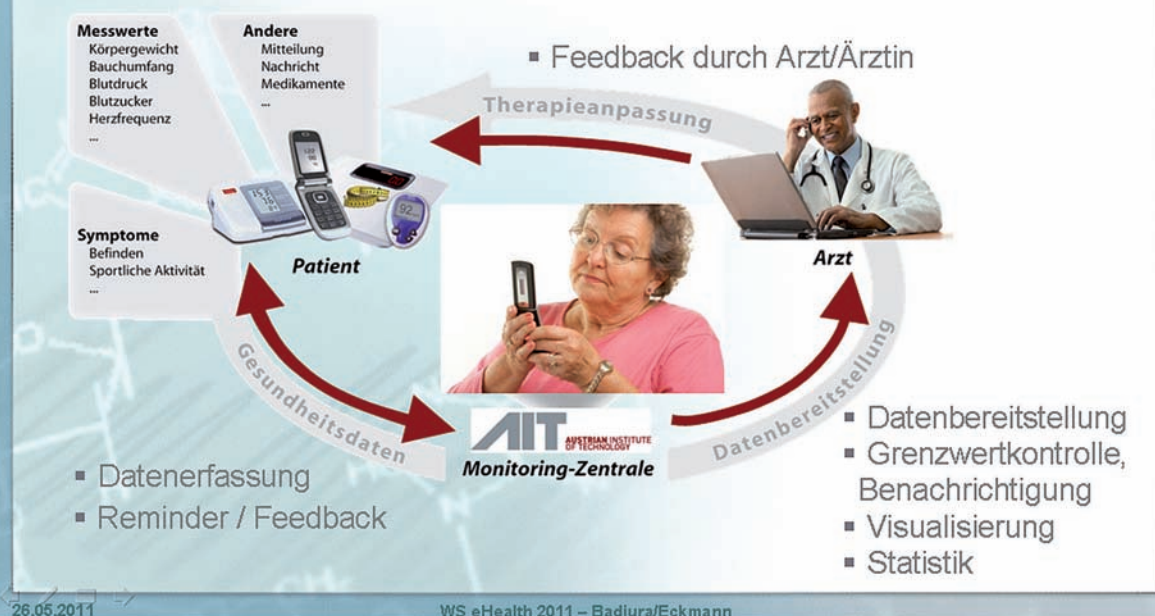 Messwerte
Körpergewicht
Bauchumfang
Blutdruck
Blutzucker
Herzfrequenz
...
Andere
Mitteilung
Nachricht
Medikamente
...
▪ Feedback durch Arzt/Ärztin
Therapieanpassung
Symptome
Befinden
Sportliche Aktivität
...
Patient
Arzt
Gesundheitsdaten
Datenbereitstellung
AIT AUSTRIAN INSTITUTE
OF TECHNOLOGY
Monitoring-Zentrale
▪ Datenerfassung
▪ Reminder / Feedback
▪ Datenbereitstellung
▪ Grenzwertkontrolle,
Benachrichtigung
▪ Visualisierung
▪ Statistik
26.05.2011
WS eHealth 2011 – Badiura/Eckmann